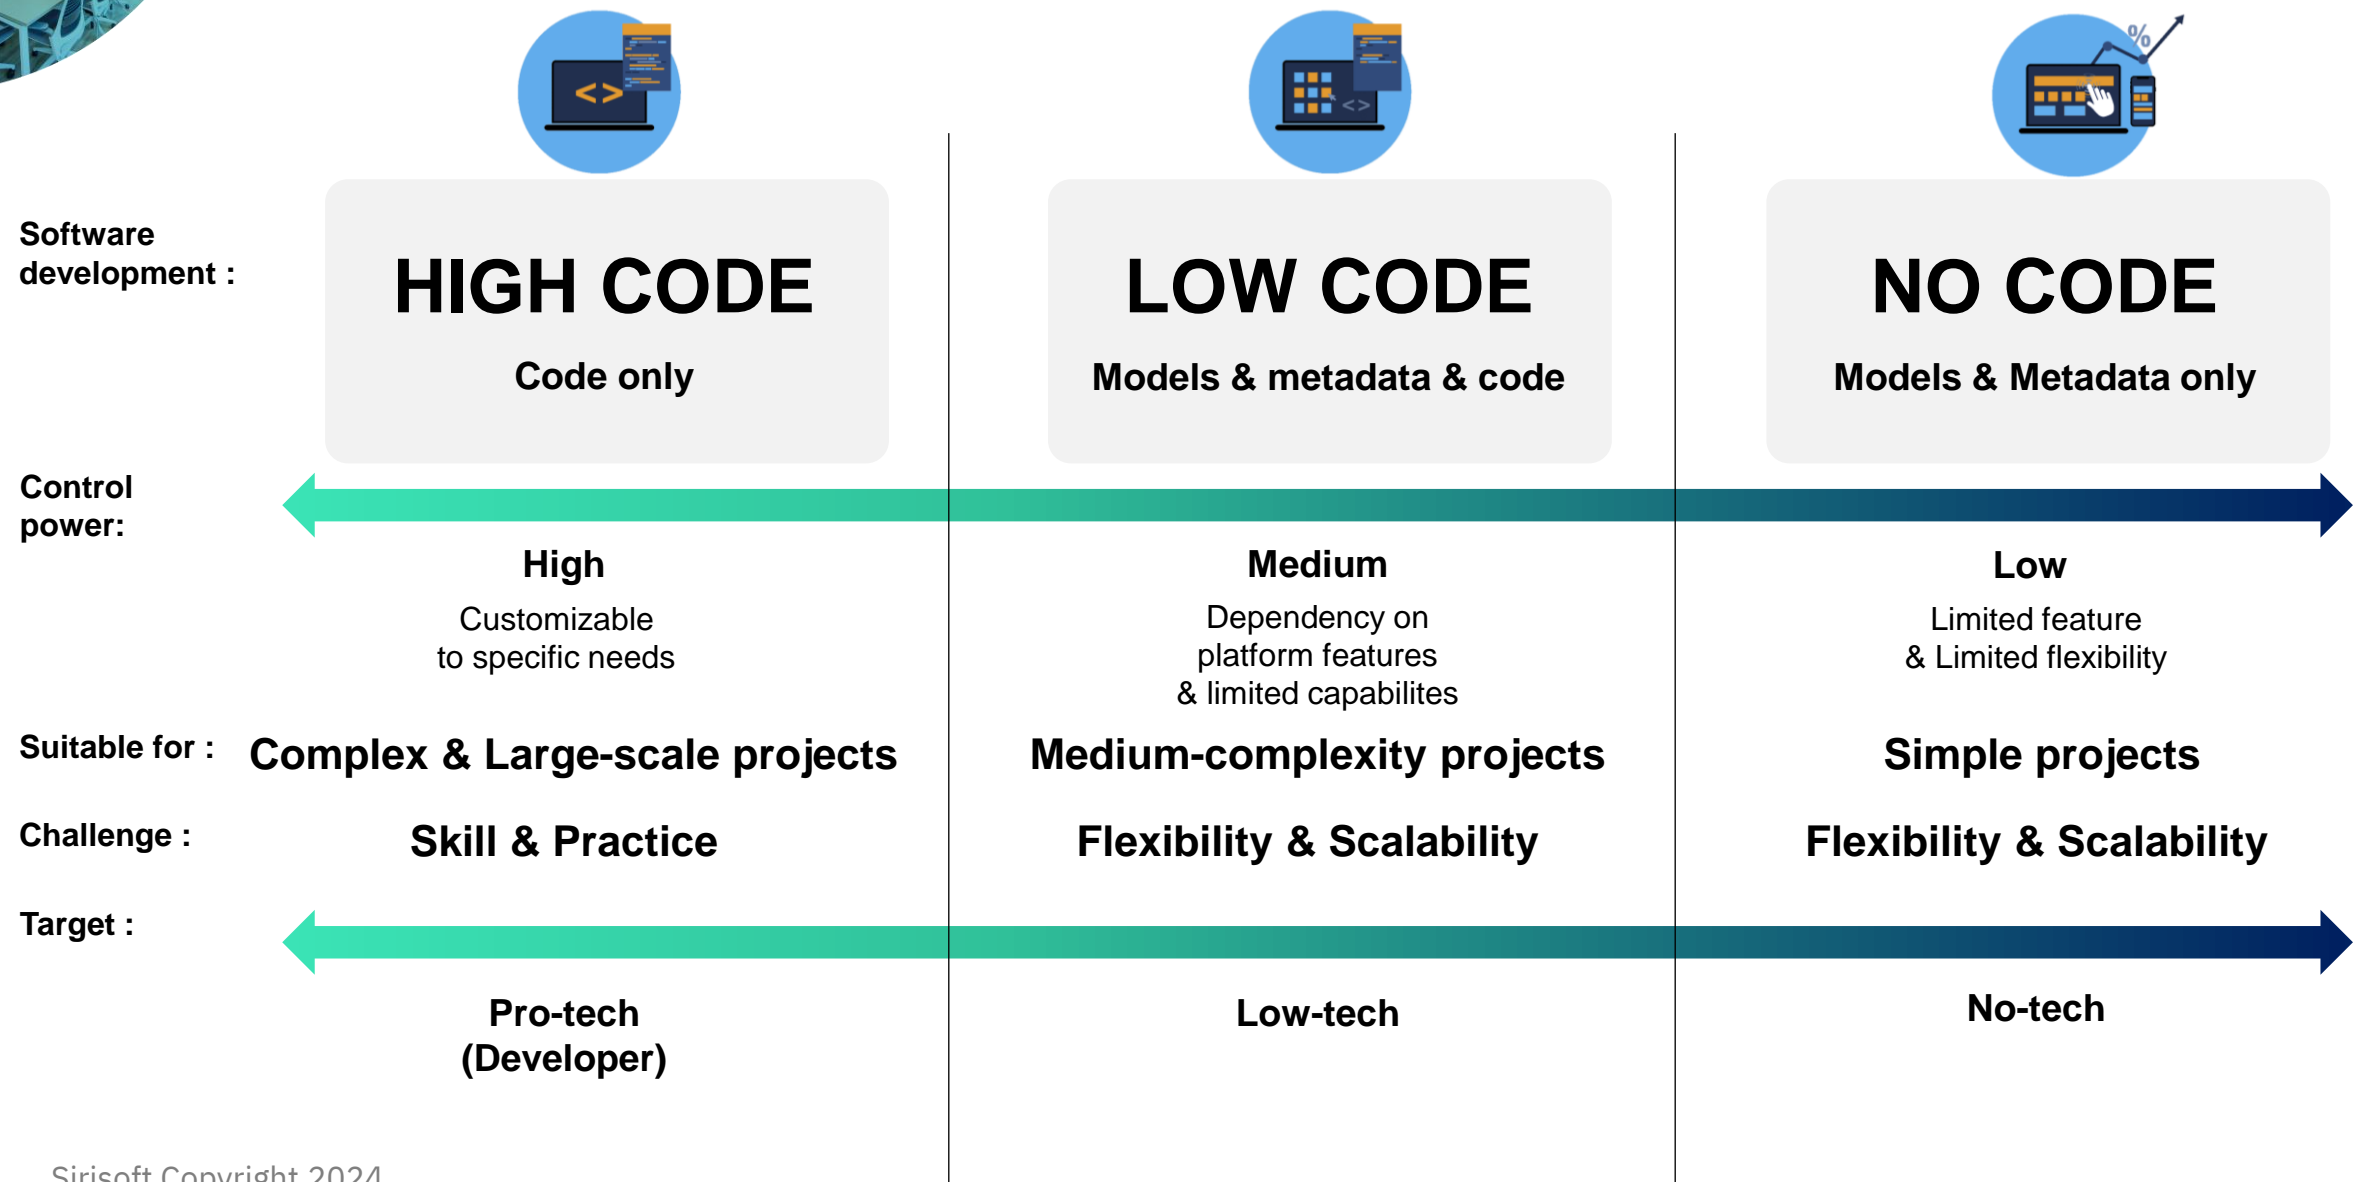 Software
development :
HIGH CODE
Code only
LOW CODE
Models & metadata & code
NO CODE
Models & Metadata only
Control
power:
High
Customizable
to specific needs
Medium
Dependency on
platform features
& limited capabilites
Low
Limited feature
& Limited flexibility
Suitable for :
Complex & Large-scale projects
Medium-complexity projects
Simple projects
Challenge :
Skill & Practice
Flexibility & Scalability
Flexibility & Scalability
Target :
Pro-tech
(Developer)
Low-tech
No-tech
Sirisoft Copyright 2024